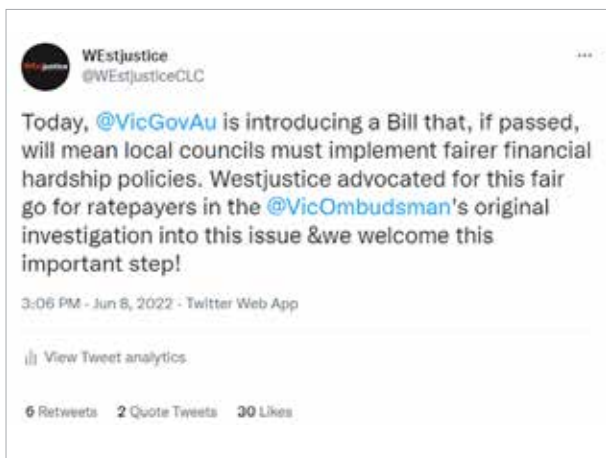 WEstjustice
WEstjustice
@WEstjusticeCLC
Today, @VicGovAu is introducing a Bill that, if passed,
will mean local councils must implement fairer financial
hardship policies. Westjustice advocated for this fair
go for ratepayers in the @VicOmbudsman's original
investigation into this issue &we welcome this
important step!
3:06 PM - Jun 8, 2022 - Twitter Web App
View Tweet analytics
6 Retweets 2 Quote Tweets 30 Likes